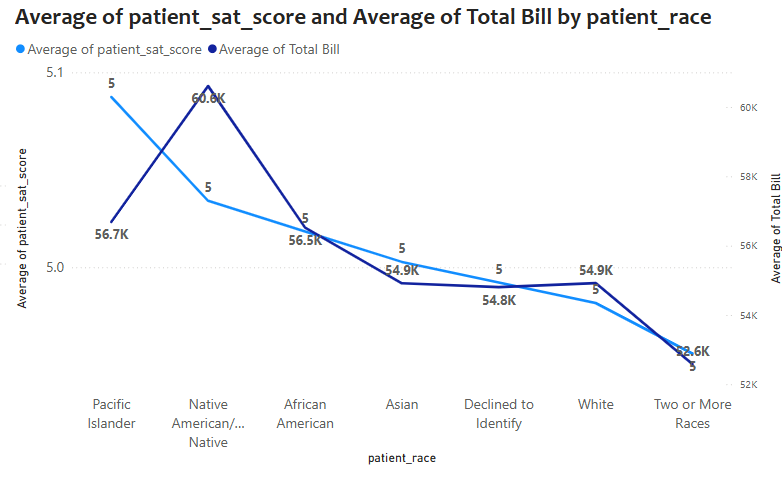 Average of patient_sat_score and Average of Total Bill by patient_race
Average of patient_sat_score Average of Total Bill
5.1
5.0
Average of patient_sat_score
60K
58K
56K
54K
52K
Average of Total Bill
5
5
5
5
5
5
5
56.7K
60.6K
56.5K
54.9K
54.8K
54.9K
52.6K
Pacific
Islander
Native
American/...
Native
African
American
Asian
Declined to
Identify
White
Two or More
Races
patient_race